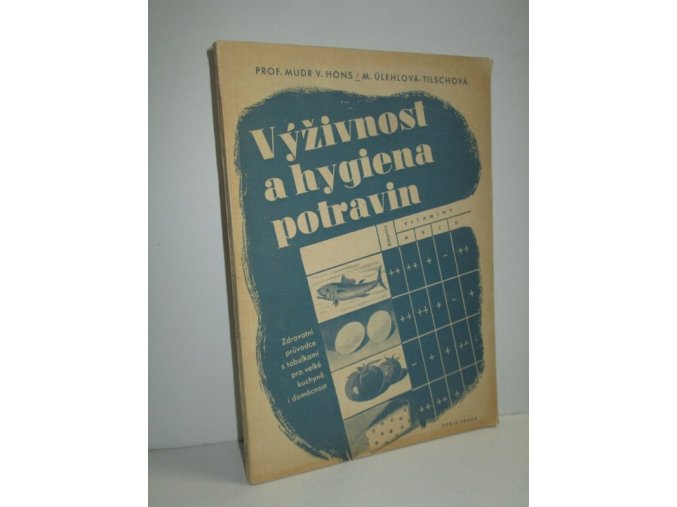 PROF. MUDR V. HONS / M. ÚLEHLOVÁ-TILSCHOVÁ
Výživnost
a hygiena
potravin
VITAMINY
A B C D
++ ++ + - ++
++ ++ + - +
- + + ++
++ ++
Zdravotní
průvodce
s tabulkami
pro velké
kuchyně
i domácnost
ORBIS PRAHA